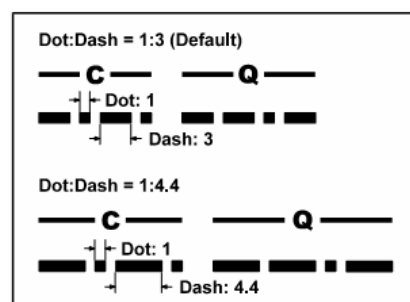 Dot:Dash = 1:3 (Default)
C Q
Dot: 1
Dash: 3
Dot:Dash = 1:4.4
C Q
Dot: 1
Dash: 4.4